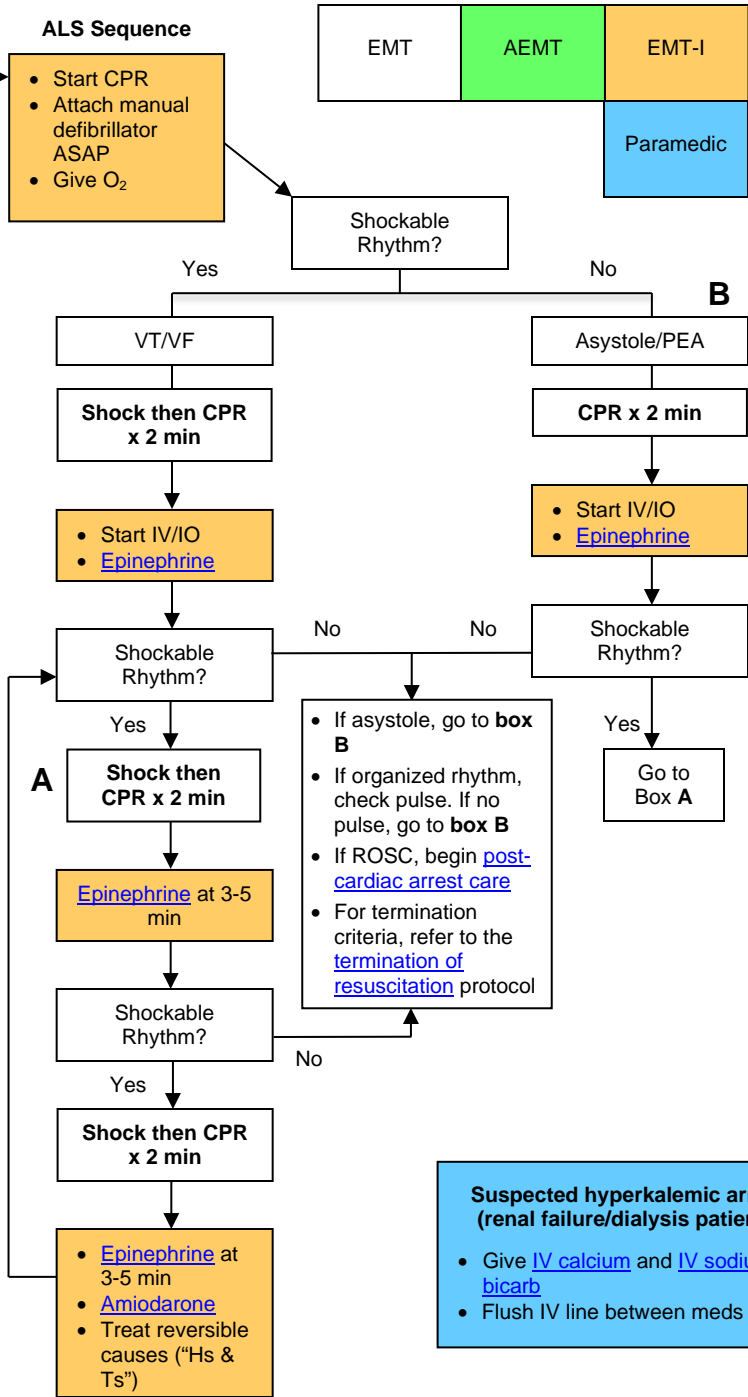 ALS Sequence
EMT
AEMT
EMT-I
Paramedic
• Start CPR
• Attach manual
defibrillator
ASAP
• Give O₂
Shockable
Rhythm?
Yes
No
B
VT/VF
Asystole/PEA
Shock then CPR
x 2 min
CPR x 2 min
• Start IV/IO
• Epinephrine
• Start IV/IO
• Epinephrine
Shockable
Rhythm?
No
No
Shockable
Rhythm?
Yes
Yes
A
Shock then
CPR x 2 min
• If asystole, go to box
B
• If organized rhythm,
check pulse. If no
pulse, go to box B
• If ROSC, begin post-
cardiac arrest care
• For termination
criteria, refer to the
termination of
resuscitation protocol
Go to
Box A
Epinephrine at 3-5
min
Shockable
Rhythm?
No
Yes
Shock then CPR
x 2 min
• Epinephrine at
3-5 min
• Amiodarone
• Treat reversible
causes (“Hs &
Ts”)
Suspected hyperkalemic
(renal failure/dialysis
• Give IV calcium and IV
bicarb
• Flush IV line between meds